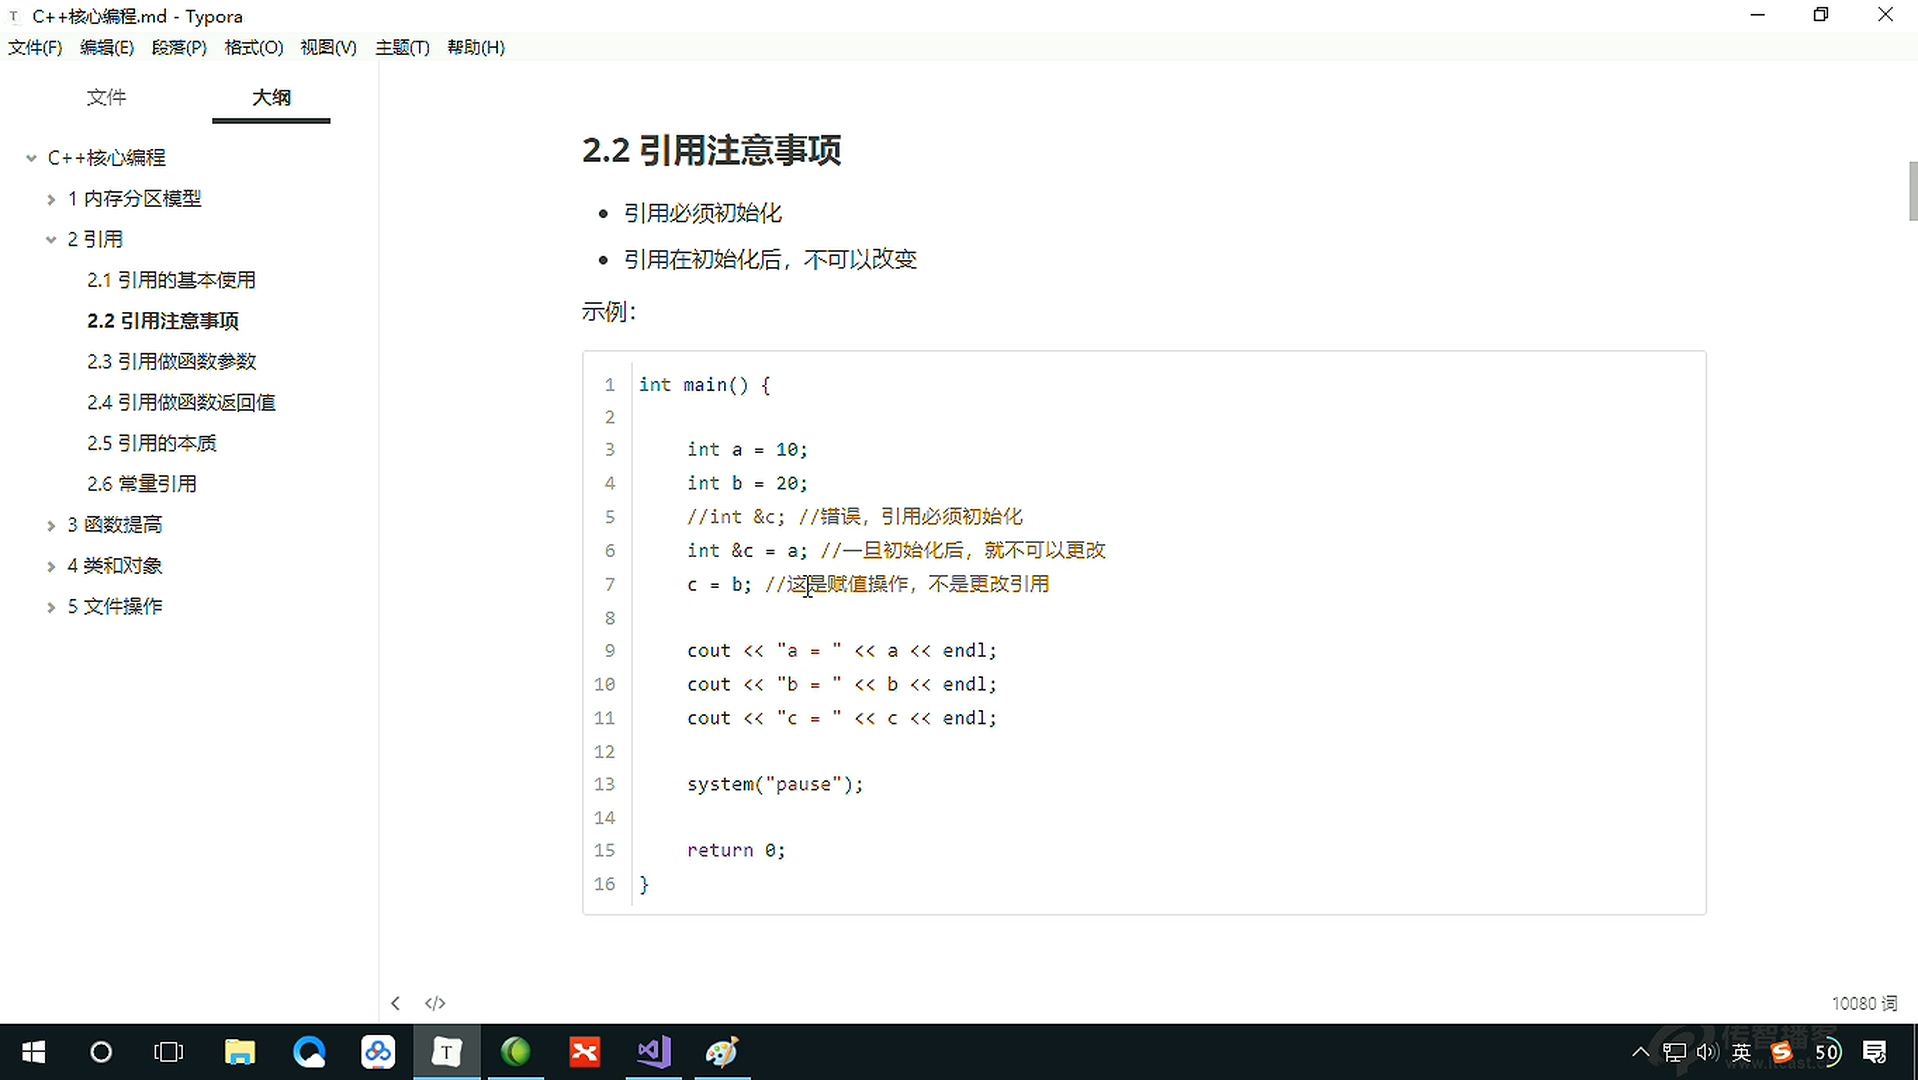 C++核心编程.md - Typora
文件(F) 编辑(E) 段落(P) 格式(O) 视图(V) 主题(T) 帮助(H)
文件 大纲
C++核心编程
1 内存分区模型
2 引用
2.1 引用的基本使用
2.2 引用注意事项
2.3 引用做函数参数
2.4 引用做函数返回值
2.5 引用的本质
2.6 常量引用
3 函数提高
4 类和对象
5 文件操作
2.2 引用注意事项
引用必须初始化
引用在初始化后，不可以改变
示例：
1 int main() {
2
3 int a = 10;
4 int b = 20;
5 //int &c; //错误，引用必须初始化
6 int &c = a; //一旦初始化后，就不可以更改
7 c = b; //这是赋值操作，不是更改引用
8
9 cout << "a = " << a << endl;
10 cout << "b = " << b << endl;
11 cout << "c = " << c << endl;
12
13 system("pause");
14
15 return 0;
16 }
10080 词
英 50
传智播客